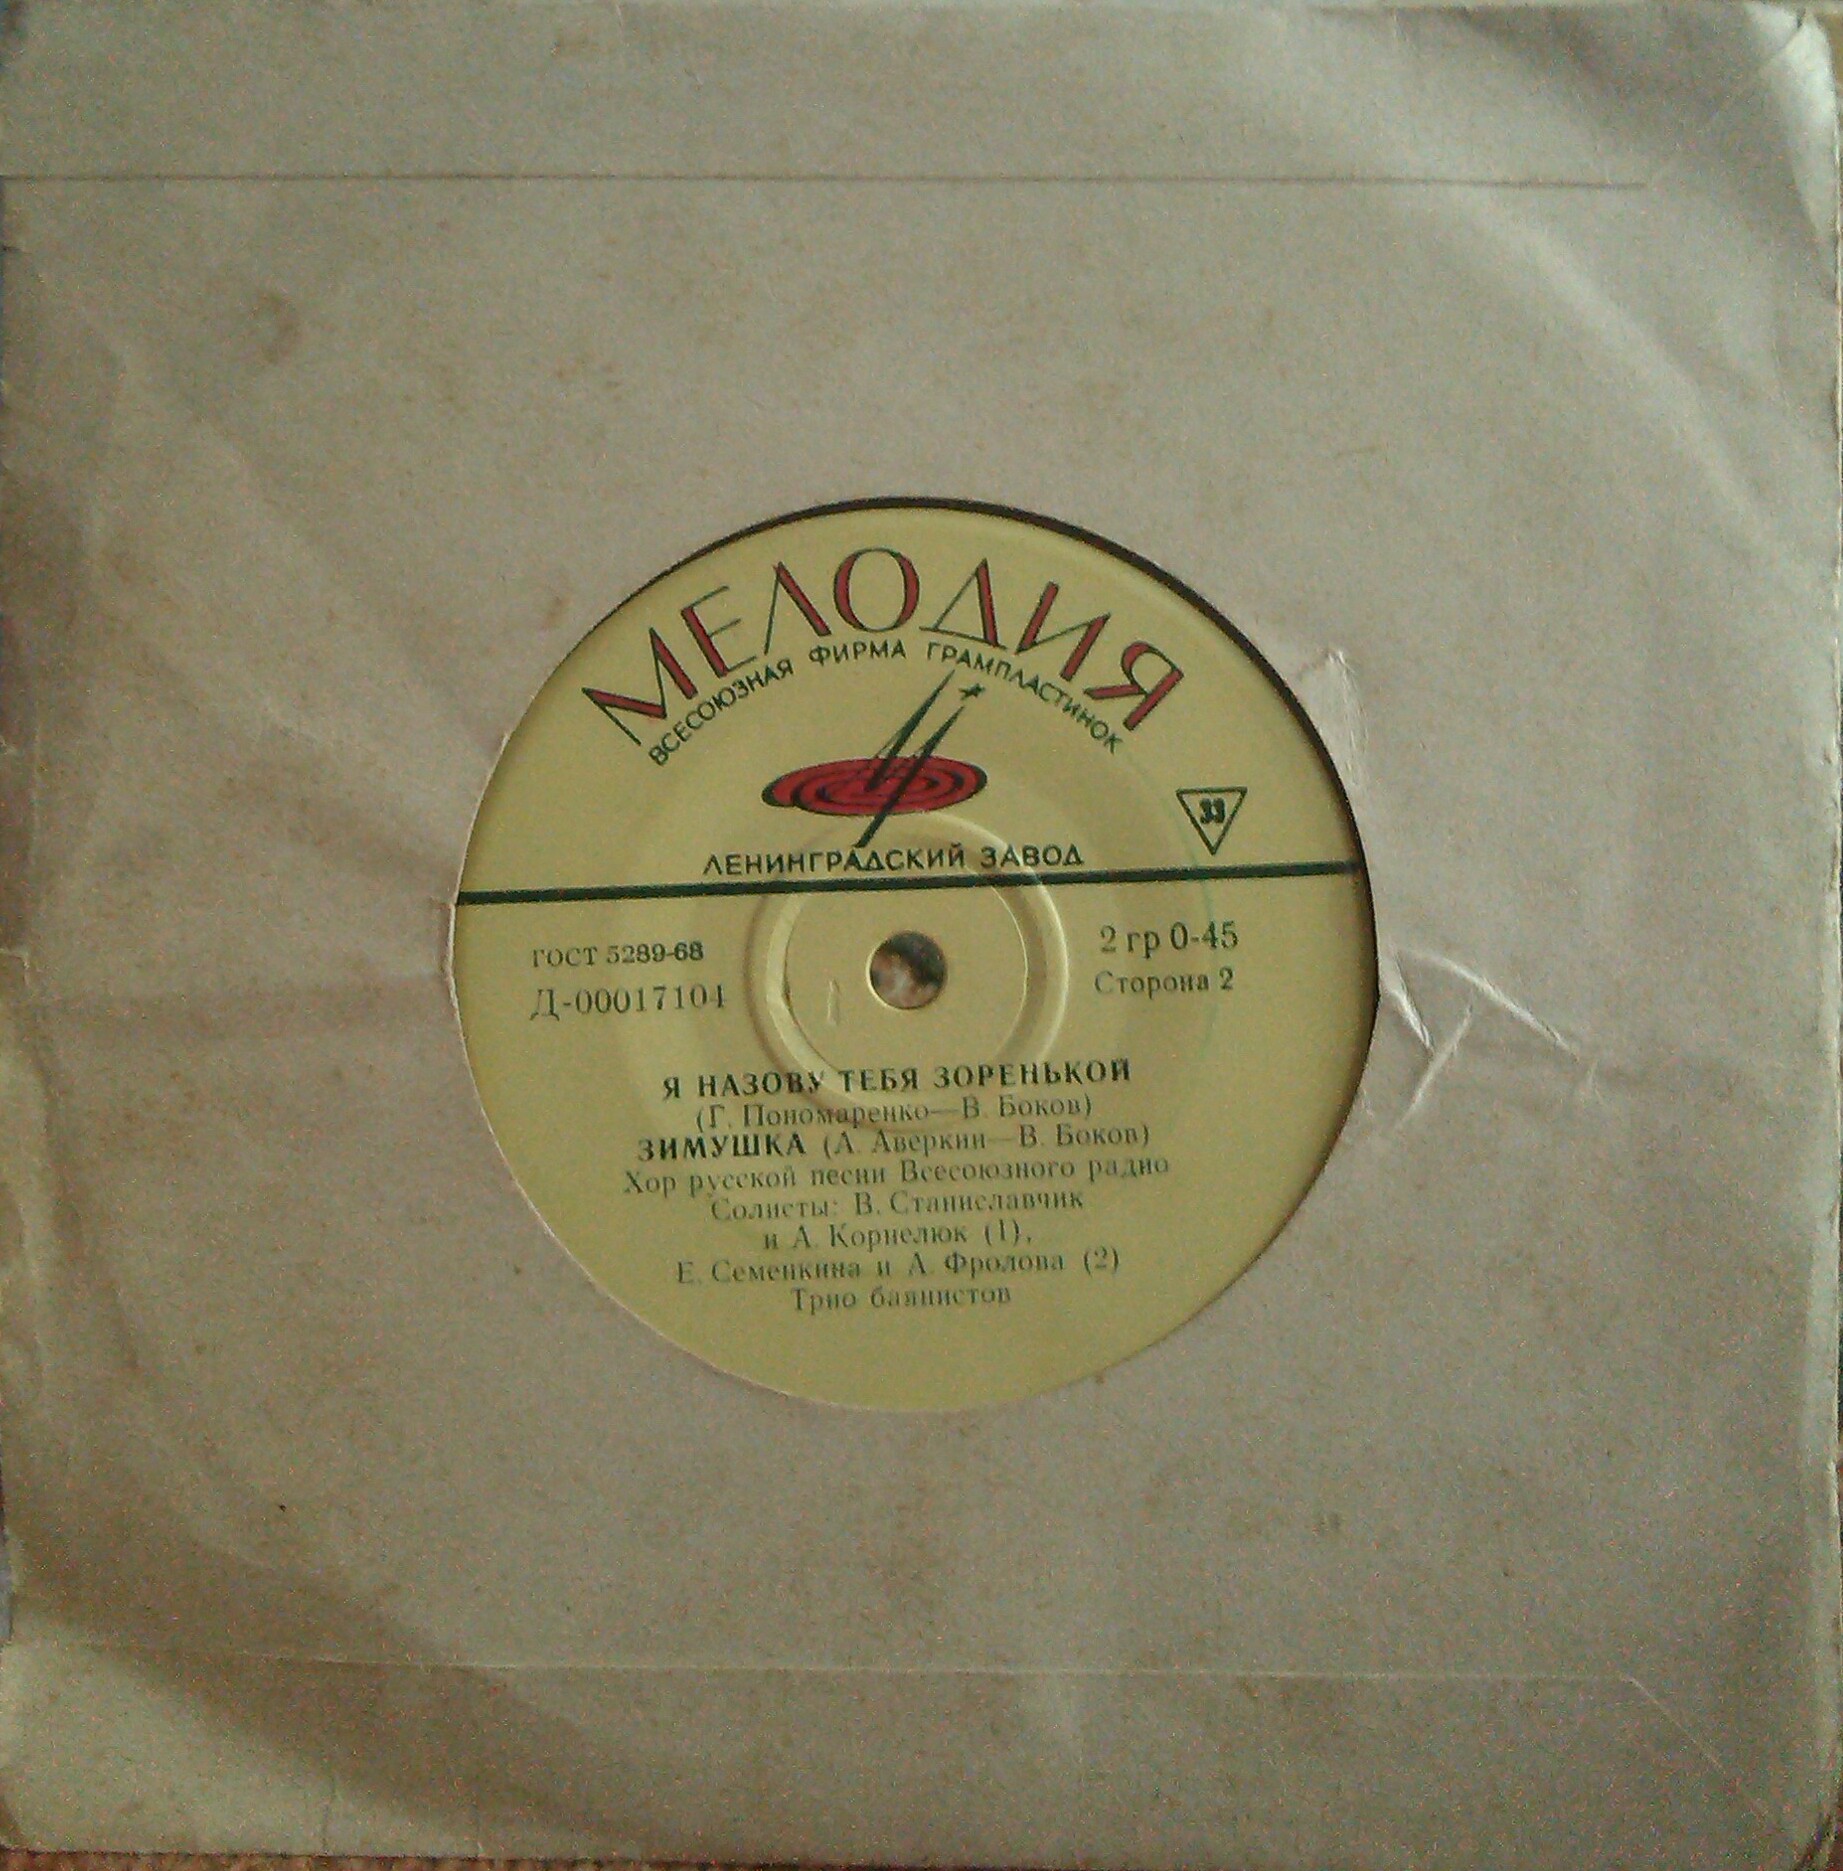 МЕЛОДИЯ
ВСЕСОЮЗНАЯ ФИРМА ГРАМПЛАСТИНОК
33
ЛЕНИНГРАДСКИЙ ЗАВОД
ГОСТ 5289-68
2 гр 0-45
Д-00017104
Сторона 2
Я НАЗОВУ ТЕБЯ ЗОРЕНЬКОЙ
(Г. Пономаренко—В. Боков)
ЗИМУШКА (А. Аверкин—В. Боков)
Хор русской песни Всесоюзного радио
Солисты: В. Станиславчик
и А. Корнелюк (1),
Е. Семенкина и А. Фролова (2)
Трио баянистов